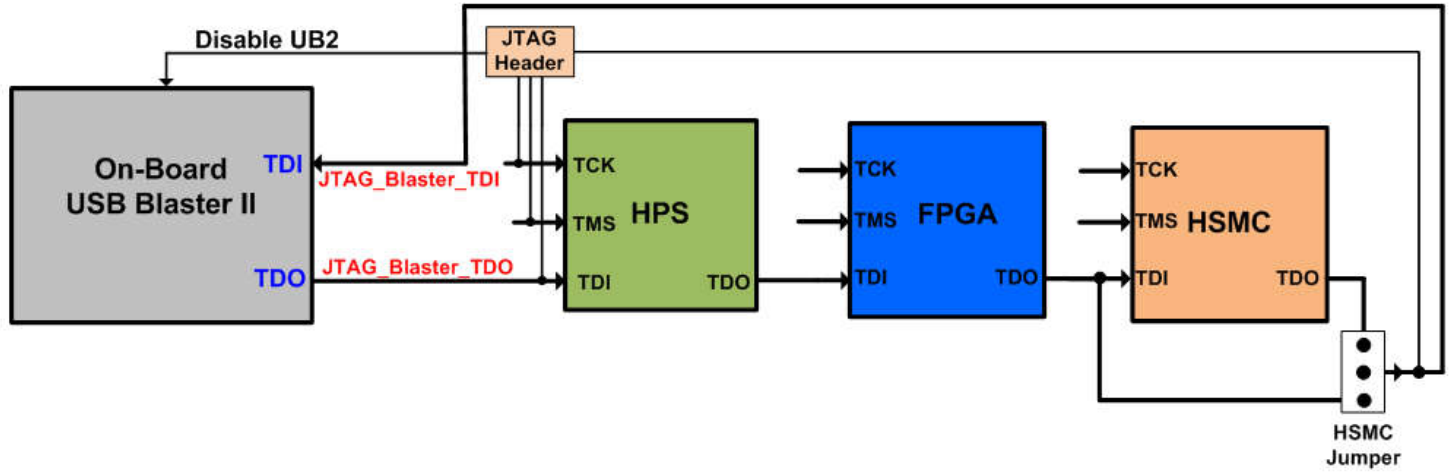 Disable UB2
JTAG
Header
On-Board
USB Blaster II
TDI
TDO
JTAG_Blaster_TDI
JTAG_Blaster_TDO
TCK
TMS
TDI
HPS
TDO
TCK
TMS
TDI
FPGA
TDO
TCK
TMS
TDI
HSMC
TDO
HSMC
Jumper